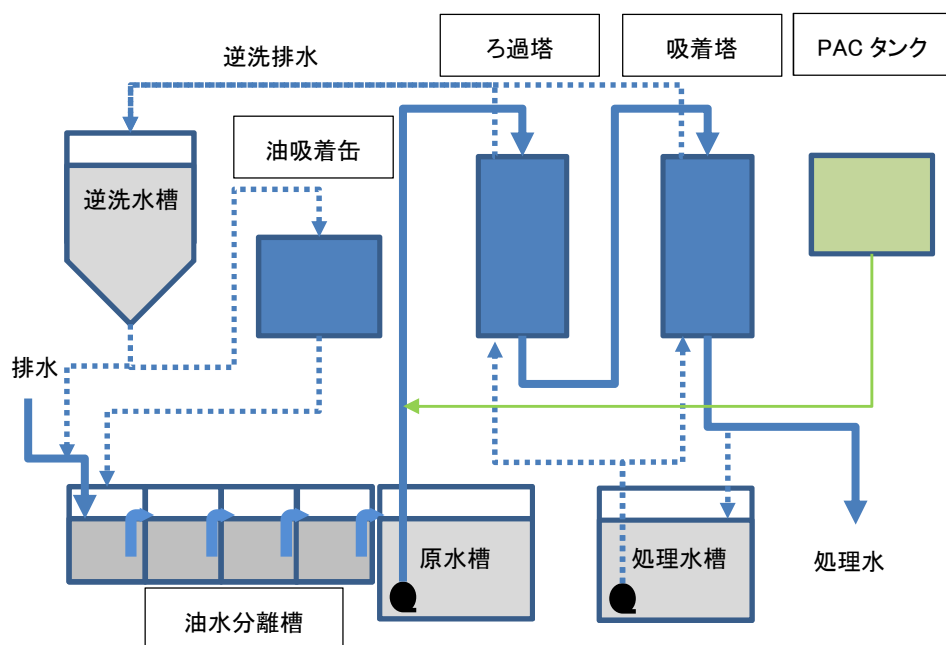 逆洗排水
ろ過塔
吸着塔
PAC タンク
油吸着缶
逆洗水槽
排水
原水槽
処理水槽
処理水
油水分離槽